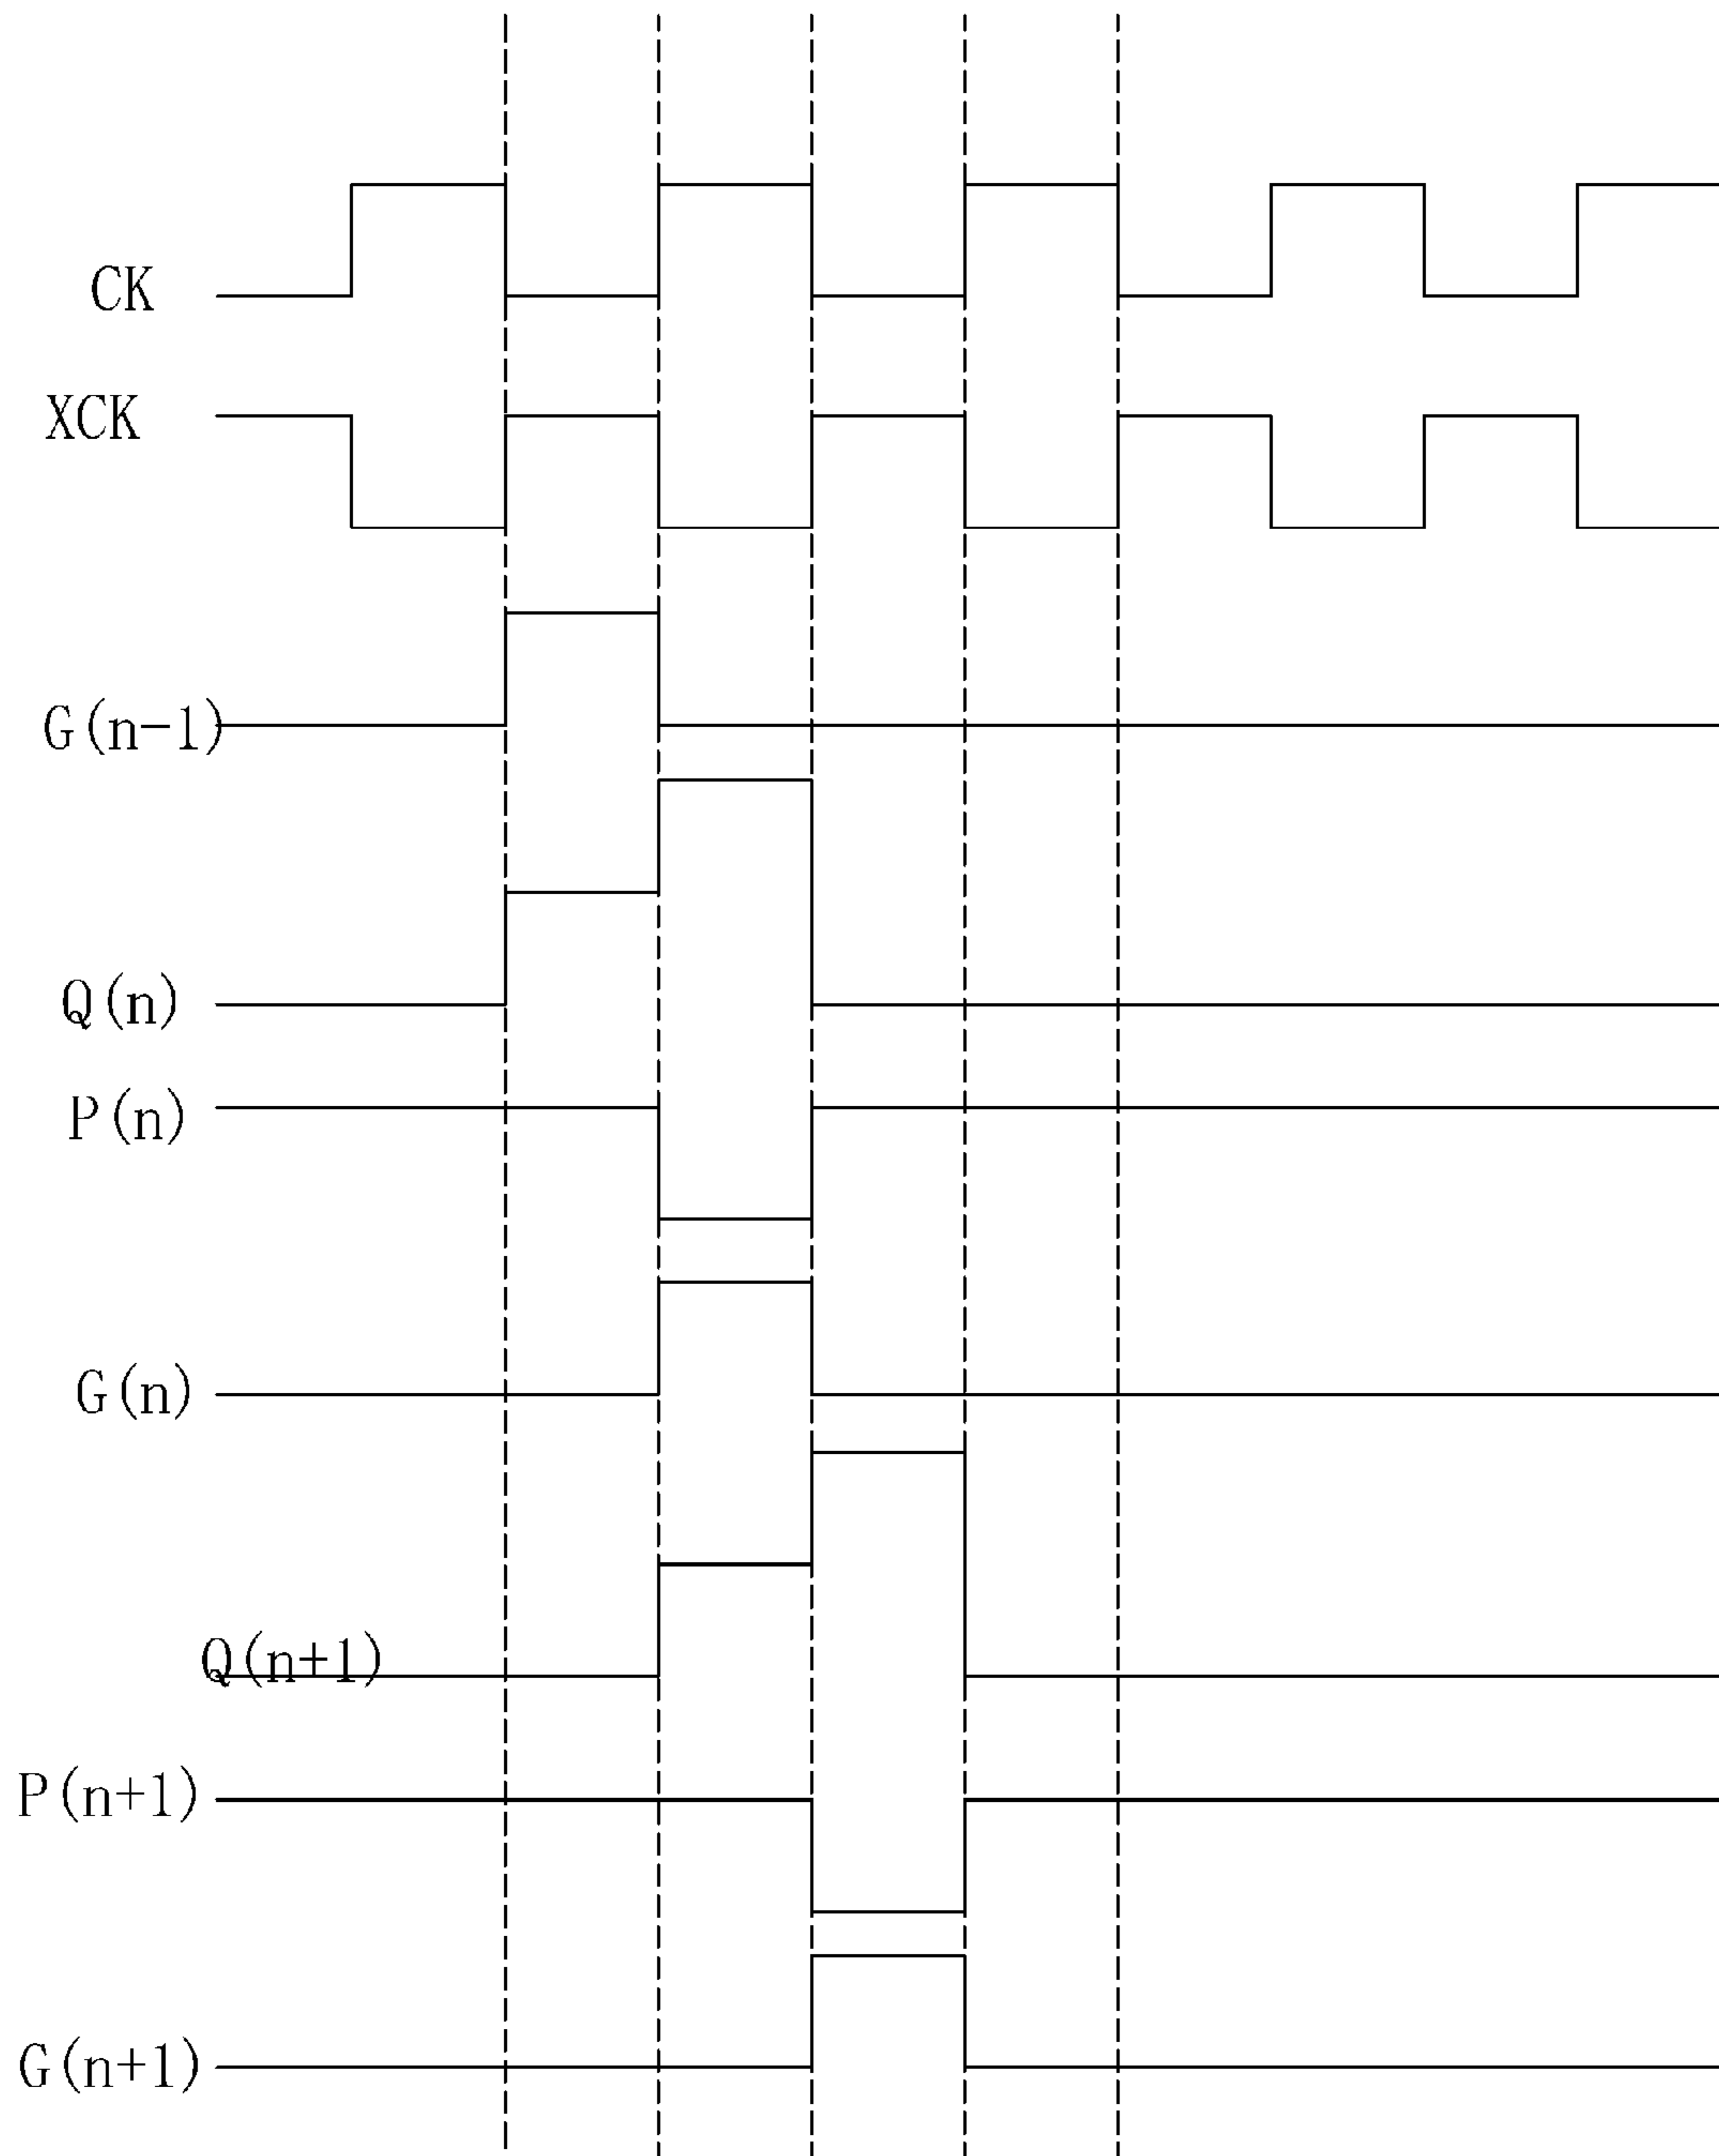 CK
XCK
G(n-1)
Q(n)
P(n)
G(n)
Q(n+1)
P(n+1)
G(n+1)